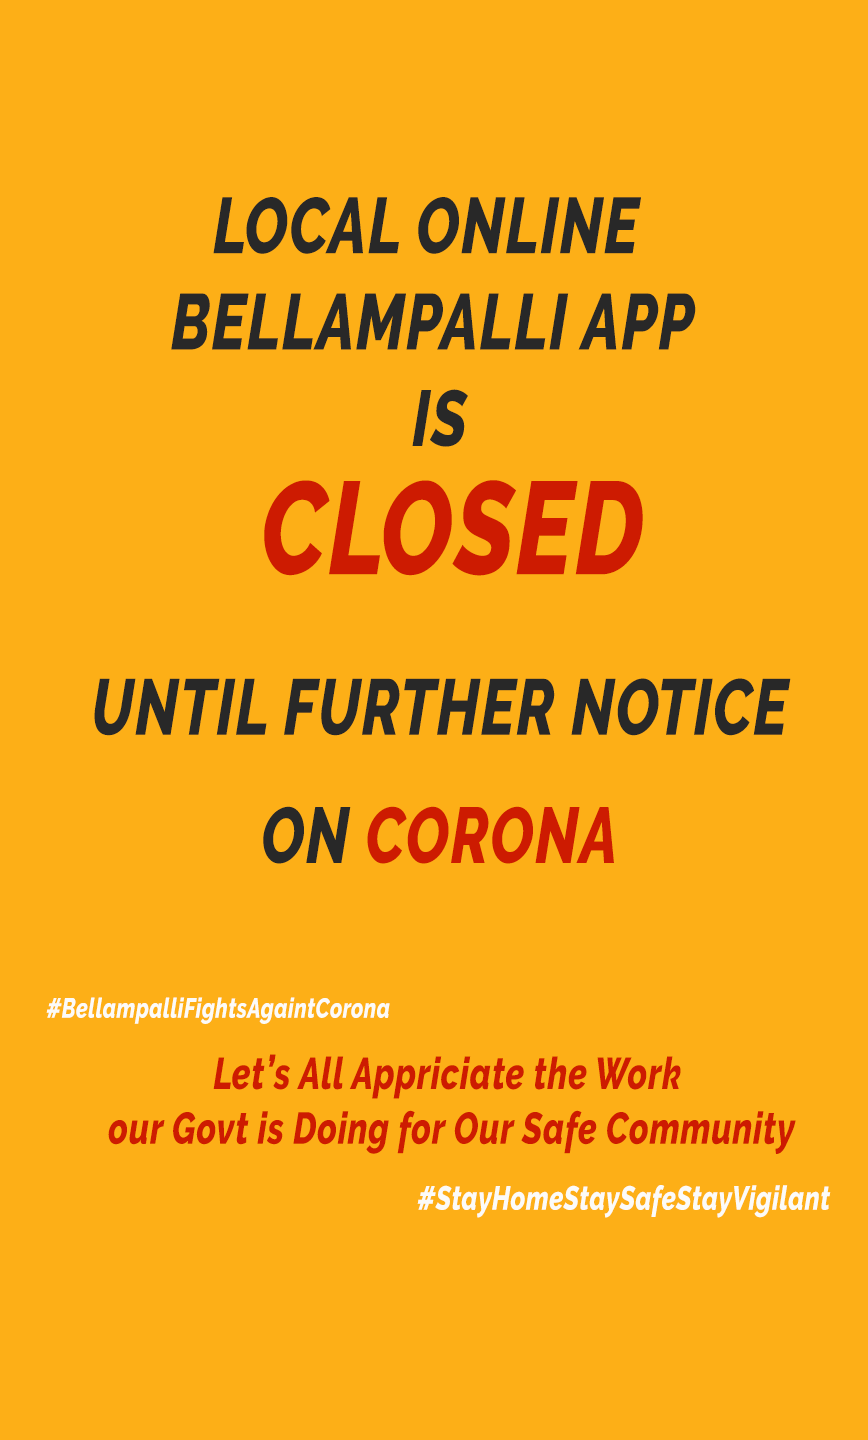 LOCAL ONLINE
BELLAMPALLI APP
IS
CLOSED
UNTIL FURTHER NOTICE
ON CORONA
#BellampalliFightsAgaintCorona
Let's All Appriciate the Work
our Govt is Doing for Our Safe Community
#StayHomeStaySafeStayVigilant